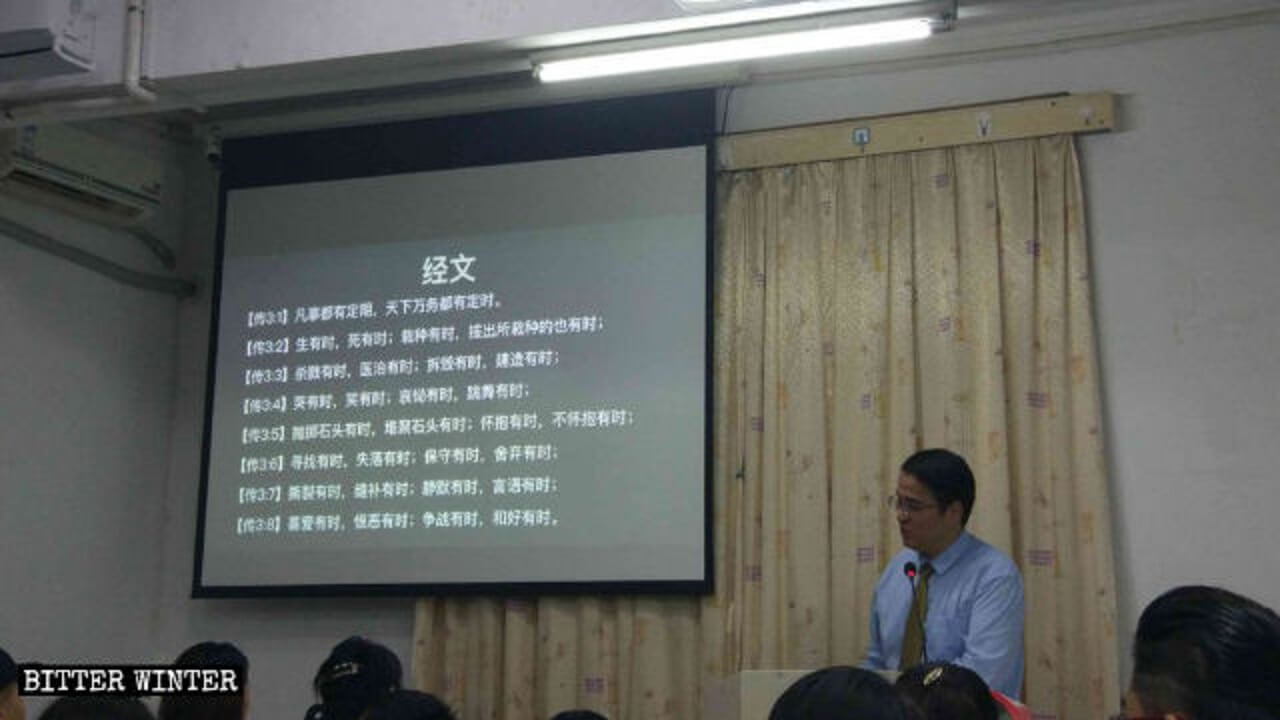 经文
【传3:1】凡事都有定期，天下万务都有定时。
【传3:2】生有时，死有时；栽种有时，拔出所栽种的也有时；
【传3:3】杀戮有时，医治有时；拆毁有时，建造有时；
【传3:4】哭有时，笑有时；哀恸有时，跳舞有时；
【传3:5】抛掷石头有时，堆聚石头有时；怀抱有时，不怀抱有时；
【传3:6】寻找有时，失落有时；保守有时，舍弃有时；
【传3:7】撕裂有时，缝补有时；静默有时，言语有时；
【传3:8】喜爱有时，恨恶有时；争战有时，和好有时。
BITTER WINTER